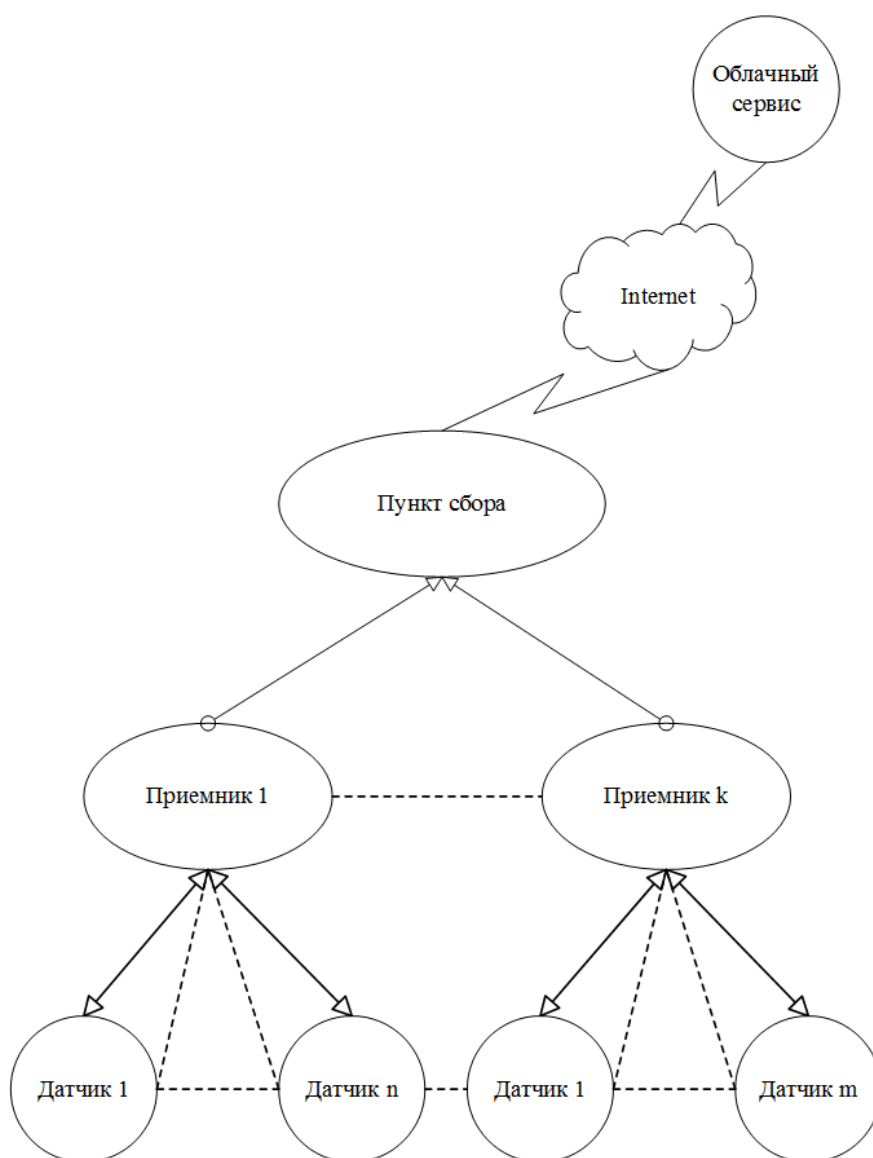 Облачный
сервис
Internet
Пункт сбора
Приемник 1
Приемник k
Датчик 1
Датчик n
Датчик 1
Датчик m